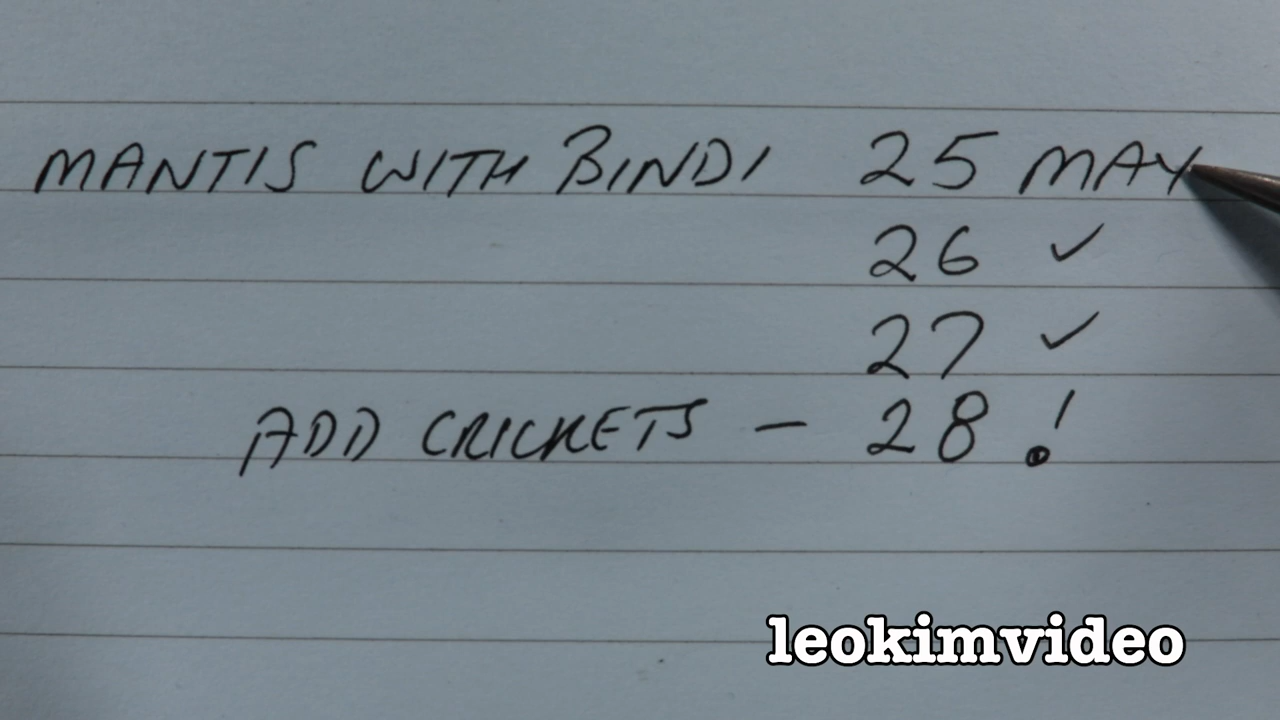 MANTIS WITH BINDI 25 MAY
26 ✓
27 ✓
ADD CRICKETS - 28 !
leokimvideo